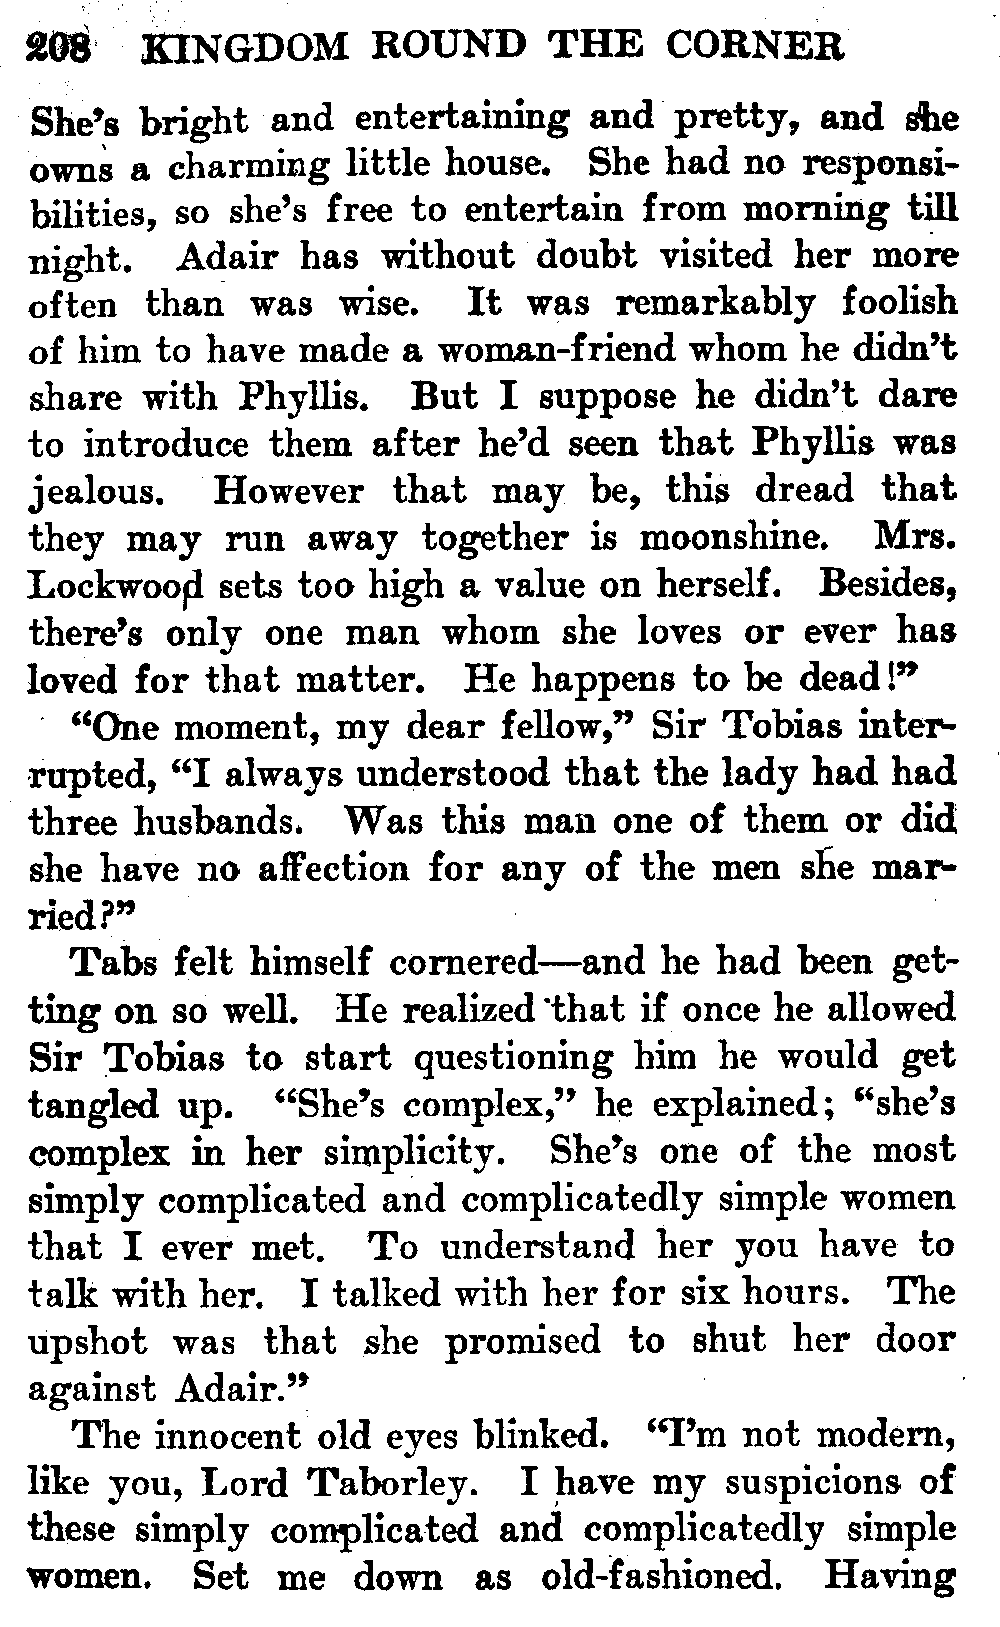 208 KINGDOM ROUND THE CORNER
She's bright and entertaining and pretty, and she
owns a charming little house. She had no responsi-
bilities, so she's free to entertain from morning till
night. Adair has without doubt visited her more
often than was wise. It was remarkably foolish
of him to have made a woman-friend whom he didn't
share with Phyllis. But I suppose he didn't dare
to introduce them after he'd seen that Phyllis was
jealous. However that may be, this dread that
they may run away together is moonshine. Mrs.
Lockwood sets too high a value on herself. Besides,
there's only one man whom she loves or ever has
loved for that matter. He happens to be dead!"
"One moment, my dear fellow," Sir Tobias inter-
rupted, "I always understood that the lady had had
three husbands. Was this man one of them or did
she have no affection for any of the men she mar-
ried?"
Tabs felt himself cornered—and he had been get-
ting on so well. He realized that if once he allowed
Sir Tobias to start questioning him he would get
tangled up. "She's complex," he explained; "she's
complex in her simplicity. She's one of the most
simply complicated and complicatedly simple women
that I ever met. To understand her you have to
talk with her. I talked with her for six hours. The
upshot was that she promised to shut her door
against Adair."
The innocent old eyes blinked. "I'm not modern,
like you, Lord Taborley. I have my suspicions of
these simply complicated and complicatedly simple
women. Set me down as old-fashioned. Having